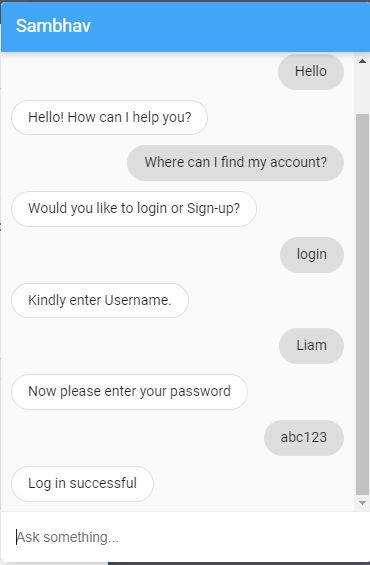 Sambhav
Hello
Hello! How can I help you?
Where can I find my account?
Would you like to login or Sign-up?
login
Kindly enter Username.
Liam
Now please enter your password
abc123
Log in successful
Ask something...